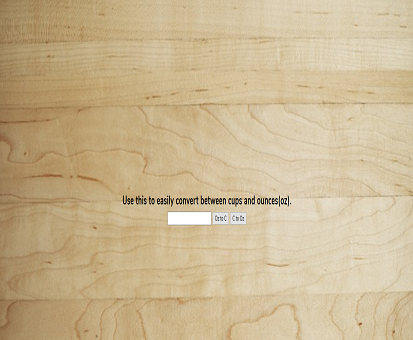 Use this to easily convert between cups and ounces(oz).
Oz to C C to Oz